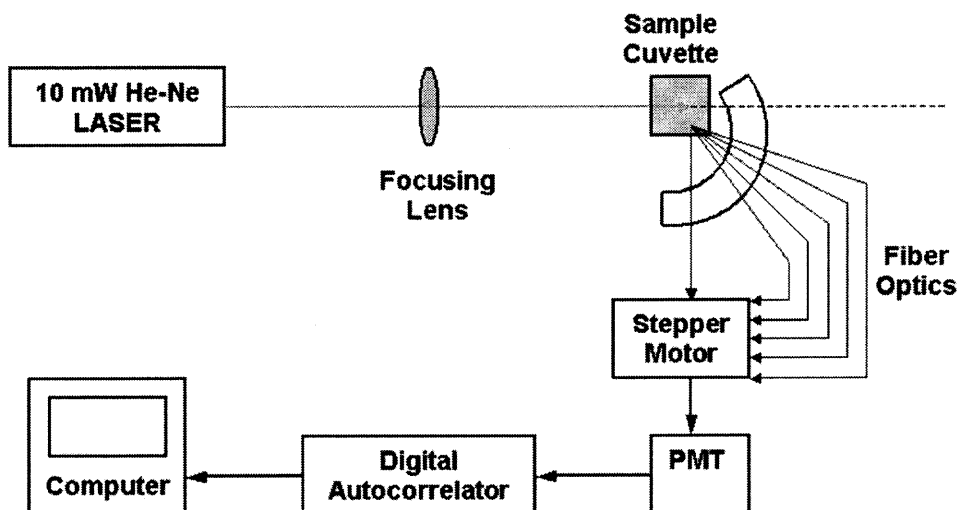 Sample
Cuvette
10 mW He-Ne
LASER
Focusing
Lens
Fiber
Optics
Stepper
Motor
Computer
Digital
Autocorrelator
PMT